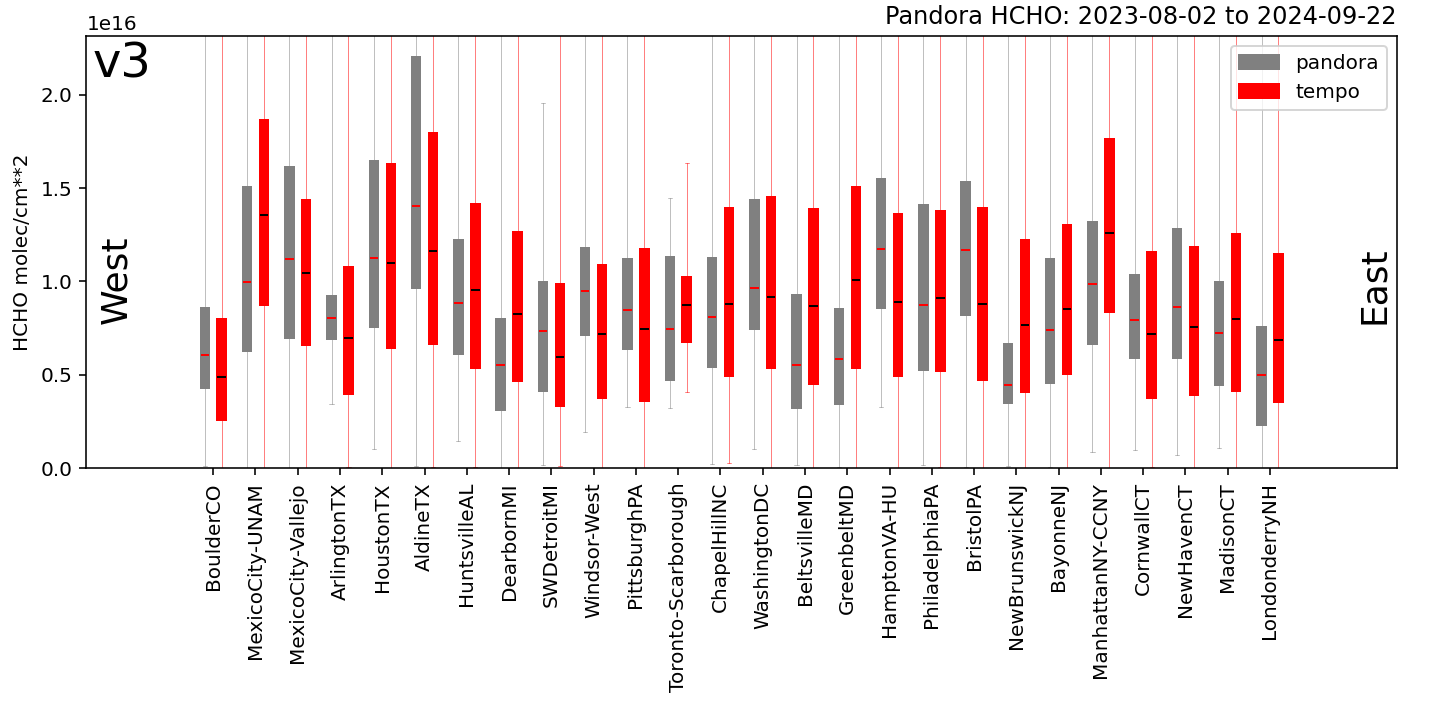 Pandora HCHO: 2023-08-02 to 2024-09-22
1e16
v3
pandora
tempo
2.0
1.5
1.0
0.5
0.0
HCHO molec/cm**2
West
East
BoulderCO
MexicoCity-UNAM
MexicoCity-Vallejo
ArlingtonTX
HoustonTX
AldineTX
HuntsvilleAL
DearbornMI
SWDetroitMI
Windsor-West
PittsburghPA
Toronto-Scarborough
ChapelHillNC
WashingtonDC
BeltsvilleMD
GreenbeltMD
HamptonVA-HU
PhiladelphiaPA
BristolPA
NewBrunswickNJ
BayonneNJ
ManhattanNY-CCNY
CornwallCT
NewHavenCT
MadisonCT
LondonderryNH